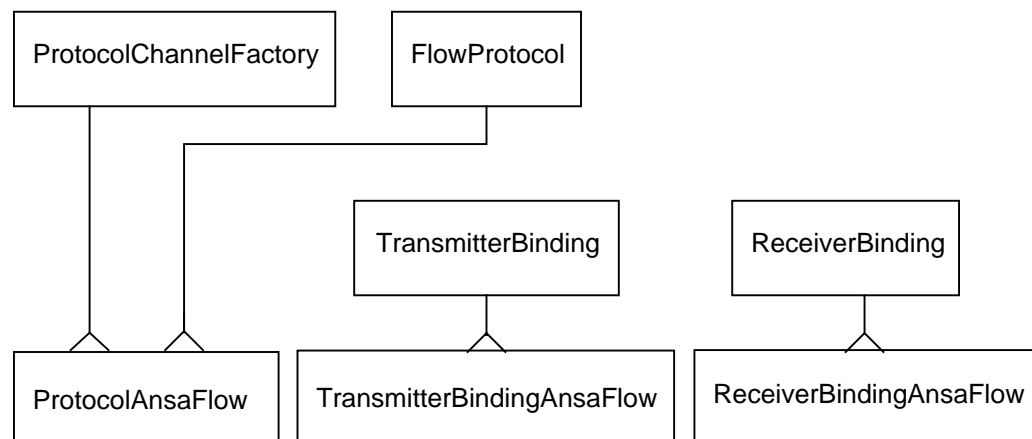 ProtocolChannelFactory
FlowProtocol
TransmitterBinding
ReceiverBinding
ProtocolAnsaFlow
TransmitterBindingAnsaFlow
ReceiverBindingAnsaFlow